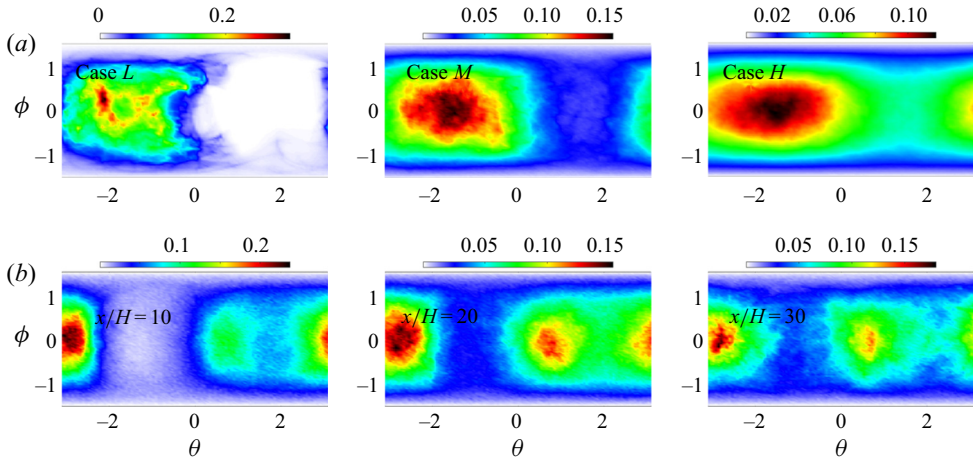 0 0.2 0.05 0.10 0.15 0.02 0.06 0.10
(a)
Case L Case M Case H
ϕ
1 0 –1 1 0 –1 1 0 –1
–2 0 2 –2 0 2 –2 0 2
0.1 0.2 0.05 0.10 0.15 0.05 0.10 0.15
(b)
x/H = 10 x/H = 20 x/H = 30
ϕ
1 0 –1 1 0 –1 1 0 –1
–2 0 2 –2 0 2 –2 0 2
θ θ θ